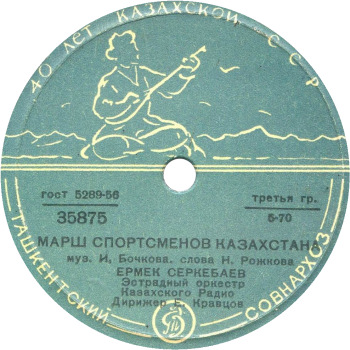 40 ЛЕТ КАЗАХСКОЙ ССР
гост 5289-56
третья гр.
35875
5-70
МАРШ СПОРТСМЕНОВ КАЗАХСТАНА
муз. И. Бочкова, слова Н. Рожкова
ЕРМЕК СЕРКЕБАЕВ
Эстрадный оркестр
Казахского Радио
Дирижер Е. Кравцов
ТАШКЕНТСКИЙ СОВНАРХОЗ